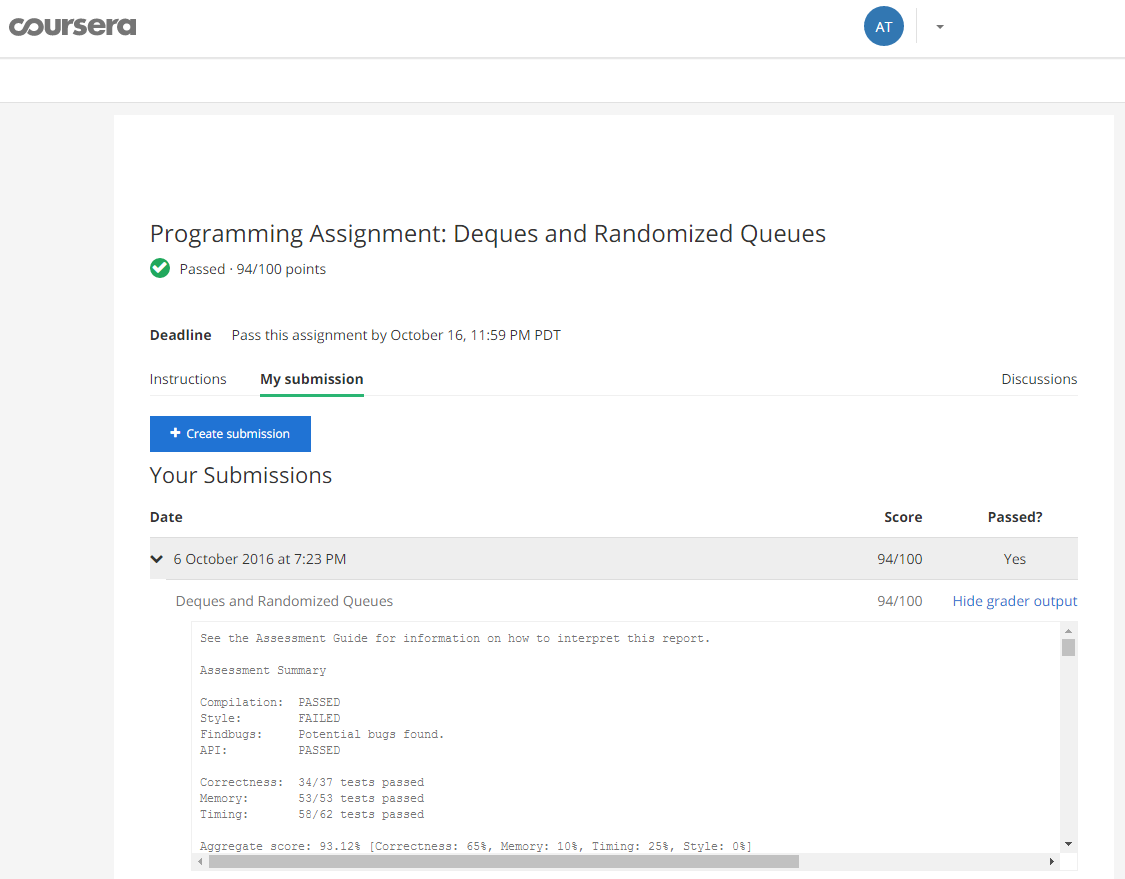 coursera
AT
Programming Assignment: Deques and Randomized Queues
Passed · 94/100 points
Deadline Pass this assignment by October 16, 11:59 PM PDT
Instructions My submission Discussions
+ Create submission
Your Submissions
Date Score Passed?
6 October 2016 at 7:23 PM 94/100 Yes
Deques and Randomized Queues 94/100 Hide grader output
See the Assessment Guide for information on how to interpret this report.
Assessment Summary
Compilation: PASSED
Style: FAILED
Findbugs: Potential bugs found.
API: PASSED
Correctness: 34/37 tests passed
Memory: 53/53 tests passed
Timing: 58/62 tests passed
Aggregate score: 93.12% [Correctness: 65%, Memory: 10%, Timing: 25%, Style: 0%]